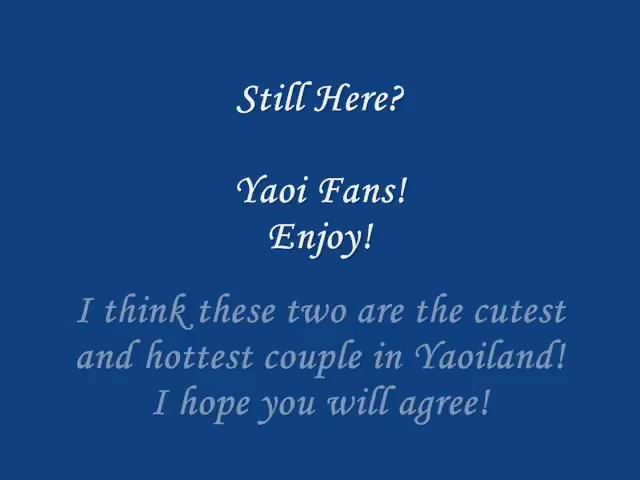 Still Here?
Yaoi Fans!
Enjoy!
I think these two are the cutest
and hottest couple in Yaoiland!
I hope you will agree!